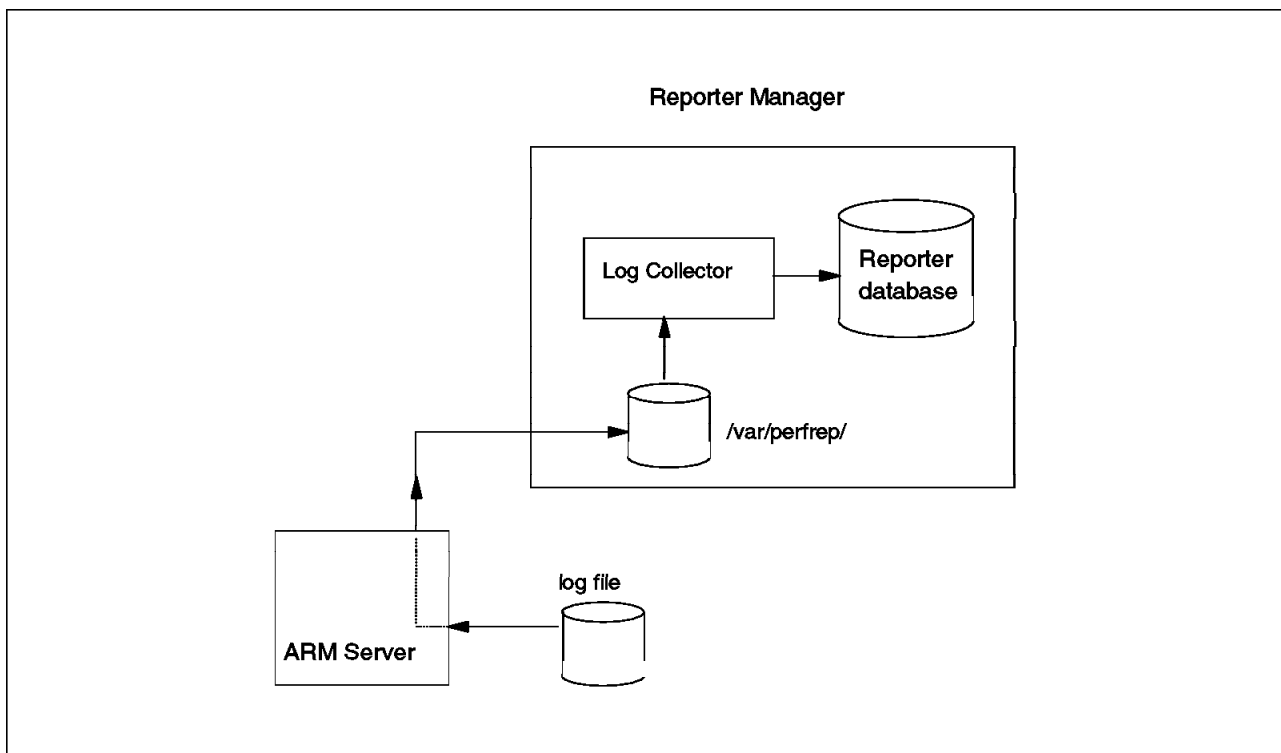 Reporter Manager
Log Collector
Reporter
database
/var/perfrep/
log file
ARM Server